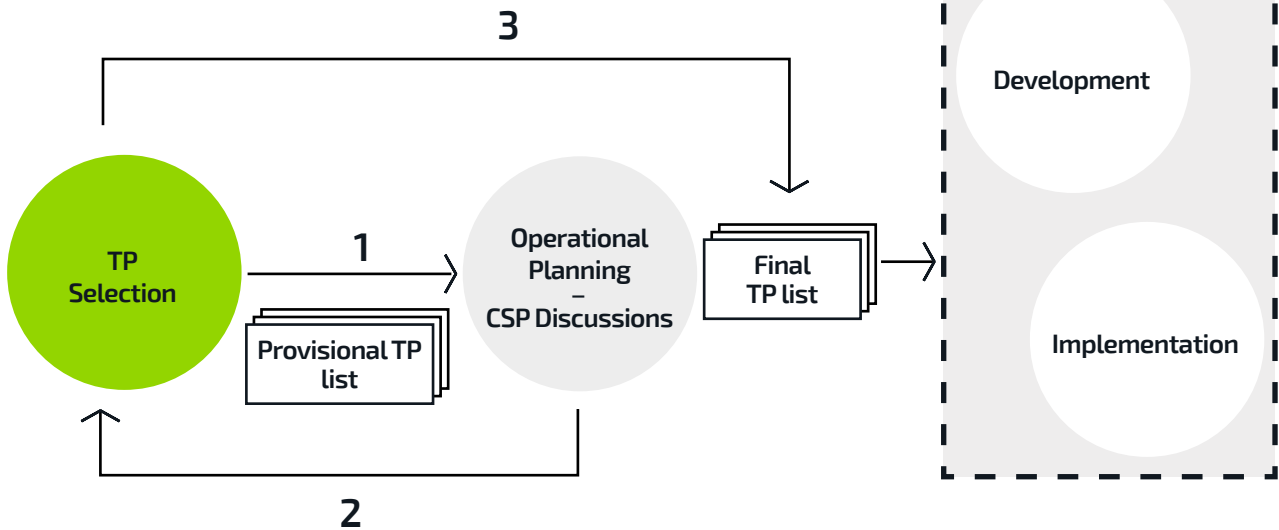 3
Development
TP
Selection
1
Provisional TP
list
Operational
Planning
–
CSP Discussions
Final
TP list
Implementation
2